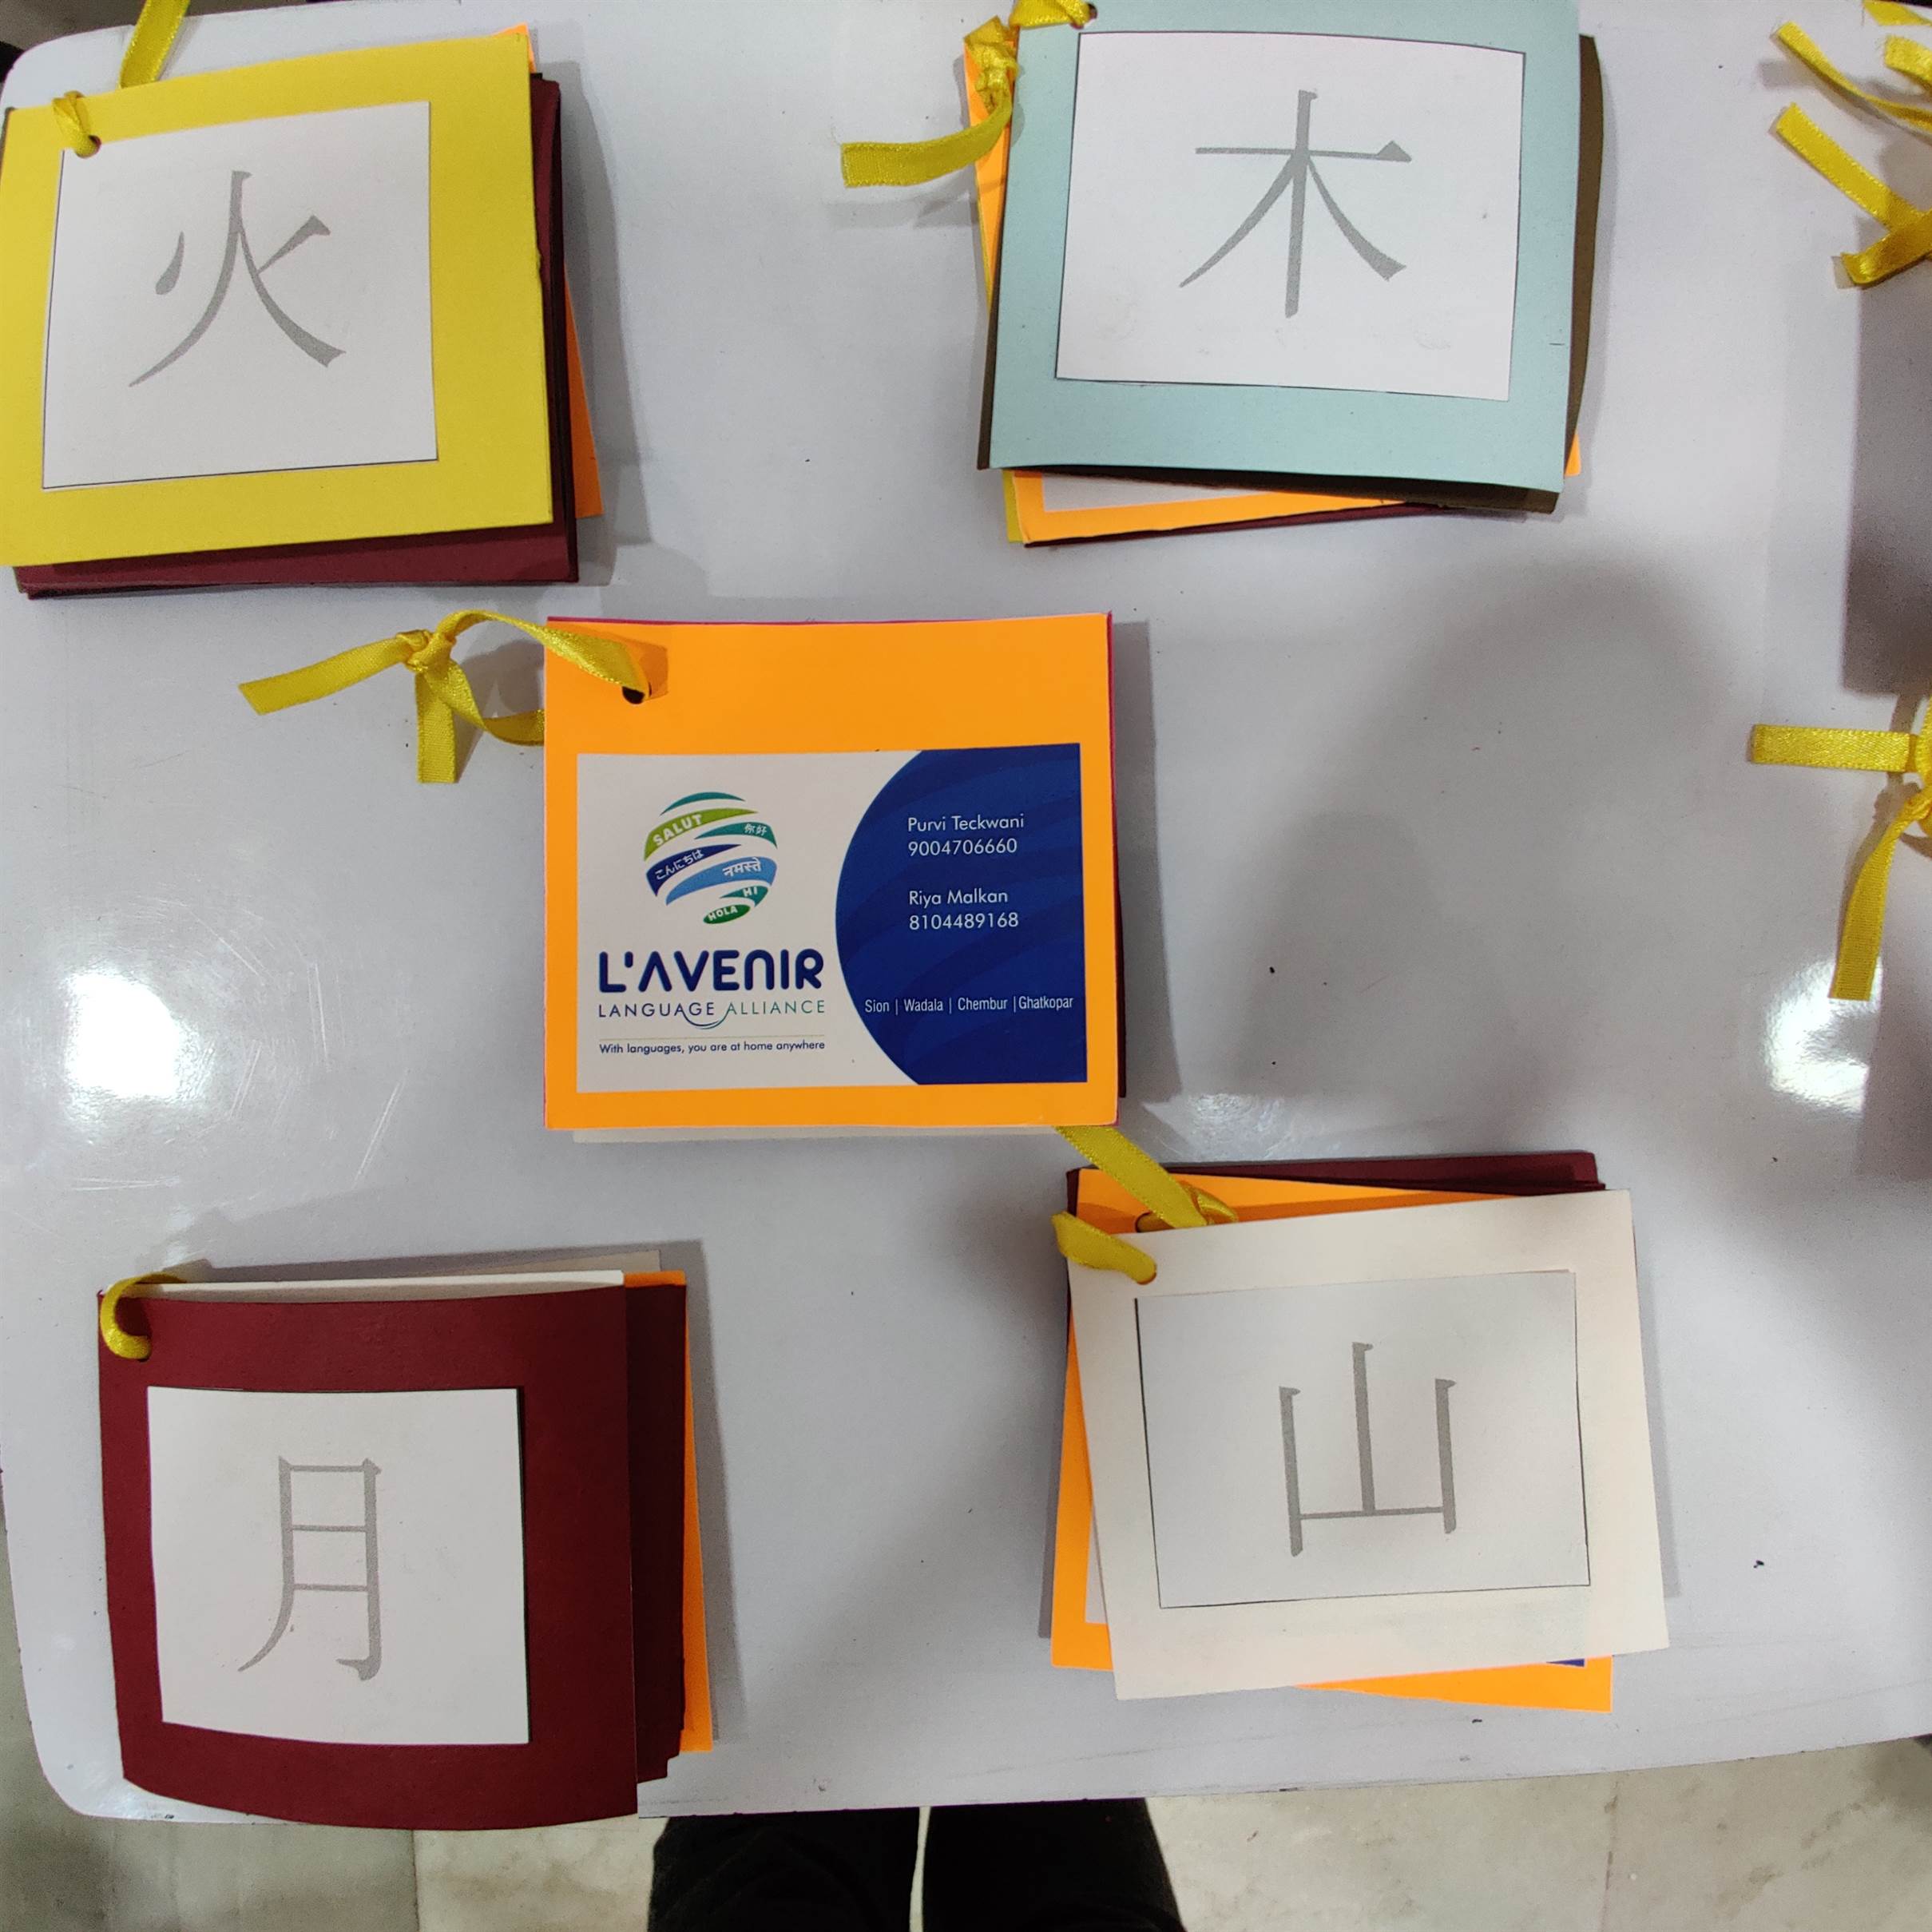 火
木
SALUT
你好
こんにちは
नमस्ते
HI
HOLA
L'AVENIR
LANGUAGE ALLIANCE
With languages, you are at home anywhere
Purvi Teckwani
9004706660
Riya Malkan
8104489168
Sion | Wadala | Chembur |Ghatkopar
月
山